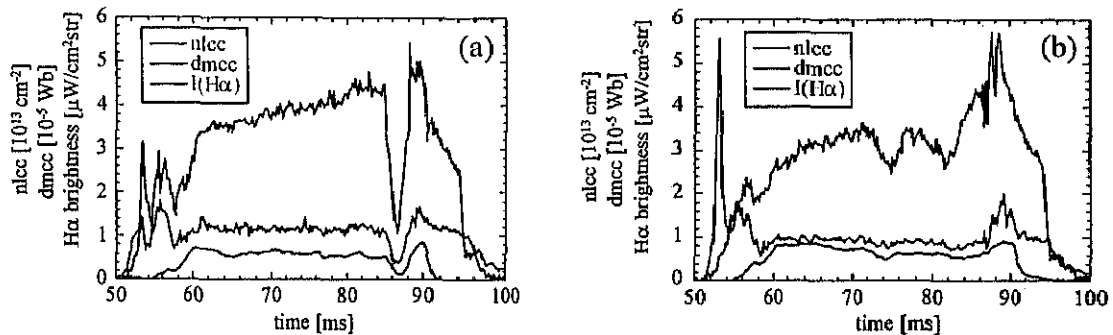 nlcc [10¹³ cm⁻²]
dmcc [10⁻⁵ Wb]
Hα brightness [μW/cm²str]
6
5
4
3
2
1
0
nlcc
dmcc
I(Hα)
(a)
50 60 70 80 90 100
time [ms]
nlcc [10¹³ cm⁻²]
dmcc [10⁻⁵ Wb]
Hα brightness [μW/cm²str]
6
5
4
3
2
1
0
nlcc
dmcc
I(Hα)
(b)
50 60 70 80 90 100
time [ms]